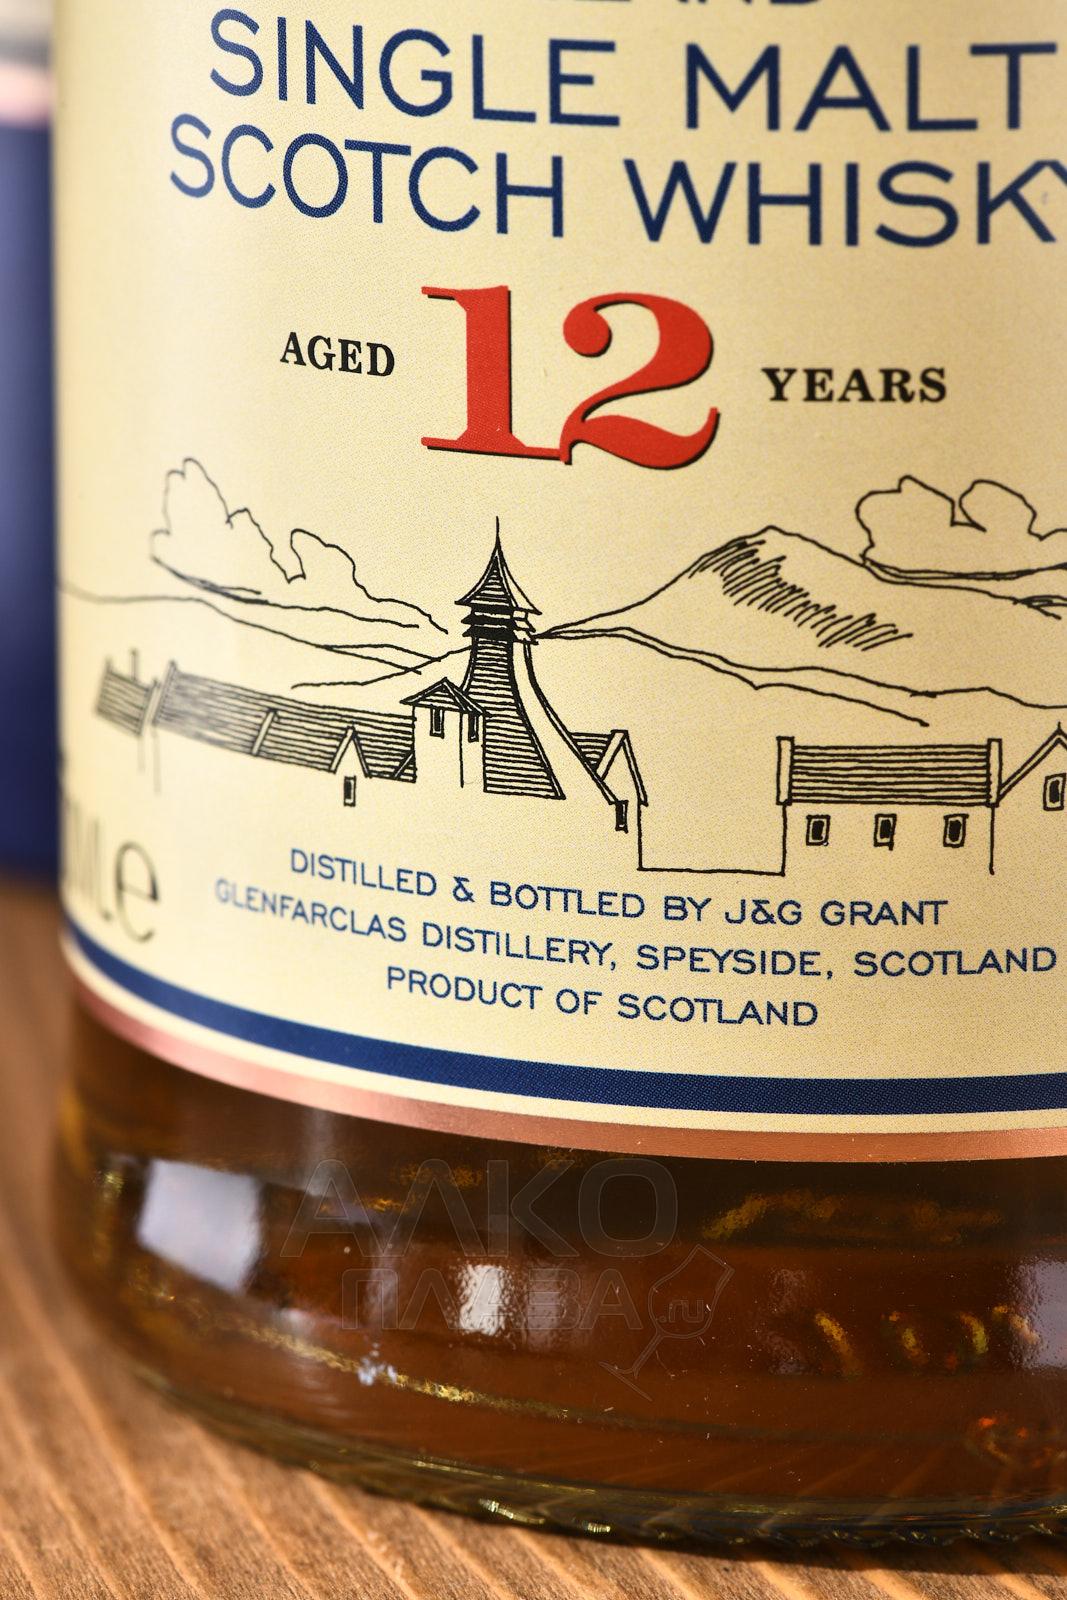 SINGLE MALT
SCOTCH WHISKY
AGED 12 YEARS
MLe
DISTILLED & BOTTLED BY J&G GRANT
GLENFARCLAS DISTILLERY, SPEYSIDE, SCOTLAND
PRODUCT OF SCOTLAND
АЛКО
ПЛАЗА.ru